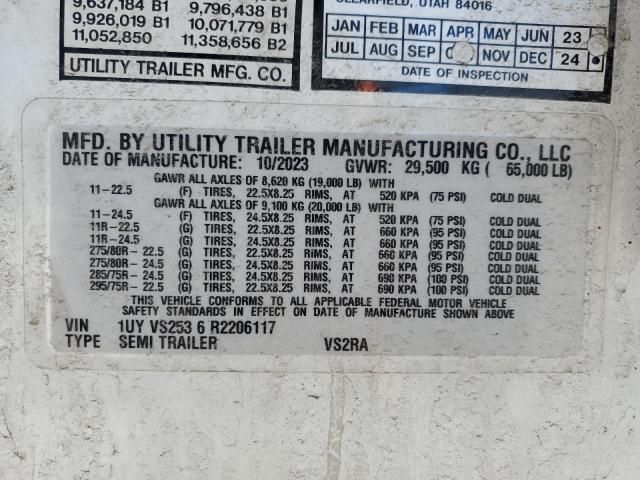 9,637,184 B1
9,796,438 B1
9,926,019 B1 10,071,779 B1
11,052,850 11,358,656 B2
UTILITY TRAILER MFG. CO.
CLEARFIELD, UTAH 84016
JAN FEB MAR APR MAY JUN 23
JUL AUG SEP NOV DEC 24
DATE OF INSPECTION
MFD. BY UTILITY TRAILER MANUFACTURING CO., LLC
DATE OF MANUFACTURE: 10/2023 GVWR: 29,500 KG ( 65,000 LB)
GAWR ALL AXLES OF 8,620 KG (19,000 LB) WITH
11-22.5 (F) TIRES, 22.5X8.25 RIMS, AT 520 KPA (75 PSI) COLD DUAL
GAWR ALL AXLES OF 9,100 KG (20,000 LB) WITH
11-24.5 (F) TIRES, 24.5X8.25 RIMS, AT 520 KPA (75 PSI) COLD DUAL
11R-22.5 (G) TIRES, 22.5X8.25 RIMS, AT 660 KPA (95 PSI) COLD DUAL
11R-24.5 (G) TIRES, 24.5X8.25 RIMS, AT 660 KPA (95 PSI) COLD DUAL
275/80R- 22.5 (G) TIRES, 22.5X8.25 RIMS, AT 660 KPA (95 PSI) COLD DUAL
275/80R- 24.5 (G) TIRES, 24.5X8.25 RIMS, AT 660 KPA (95 PSI) COLD DUAL
285/75R- 24.5 (G) TIRES, 24.5X8.25 RIMS, AT 690 KPA (100 PSI) COLD DUAL
295/75R- 22.5 (G) TIRES, 22.5X8.25 RIMS, AT 690 KPA (100 PSI) COLD DUAL
THIS VEHICLE CONFORMS TO ALL APPLICABLE FEDERAL MOTOR VEHICLE
SAFETY STANDARDS IN EFFECT ON DATE OF MANUFACTURE SHOWN ABOVE
VIN 1UY VS253 6 R2206117
TYPE SEMI TRAILER VS2RA